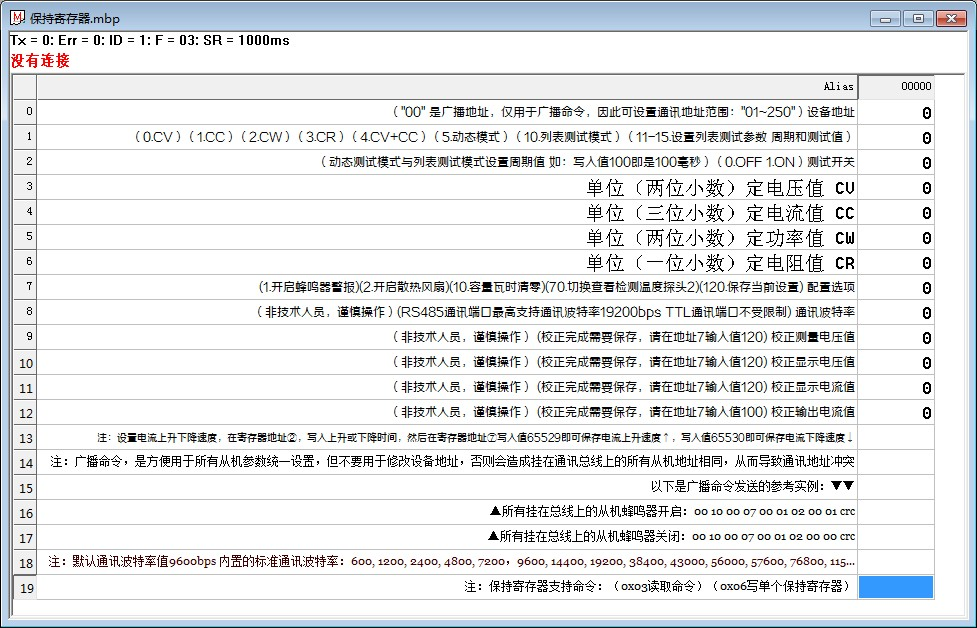 保持寄存器.mbp
Tx = 0: Err = 0: ID = 1: F = 03: SR = 1000ms
没有连接
Alias 00000
0 （"00" 是广播地址，仅用于广播命令，因此可设置通讯地址范围："01~250"）设备地址 0
1 （0.CV）（1.CC）（2.CW）（3.CR）（4.CV+CC）（5.动态模式）（10.列表测试模式）（11-15.设置列表测试参数 周期和测试值） 0
2 （动态测试模式与列表测试模式设置周期值 如：写入值100即是100毫秒）（0.OFF 1.ON）测试开关 0
3 单位（两位小数）定电压值 CV 0
4 单位（三位小数）定电流值 CC 0
5 单位（两位小数）定功率值 CW 0
6 单位（一位小数）定电阻值 CR 0
7 (1.开启蜂鸣器警报)(2.开启散热风扇)(10.容量瓦时清零)(70.切换查看检测温度探头2)(120.保存当前设置) 配置选项 0
8 （非技术人员，谨慎操作）(RS485通讯端口最高支持通讯波特率19200bps TTL通讯端口不受限制) 通讯波特率 0
9 （非技术人员，谨慎操作）(校正完成需要保存，请在地址7输入值120) 校正测量电压值 0
10 （非技术人员，谨慎操作）(校正完成需要保存，请在地址7输入值120) 校正显示电压值 0
11 （非技术人员，谨慎操作）(校正完成需要保存，请在地址7输入值120) 校正显示电流值 0
12 （非技术人员，谨慎操作）(校正完成需要保存，请在地址7输入值100) 校正输出电流值 0
13 注：设置电流上升下降速度，在寄存器地址②，写入上升或下降时间，然后在寄存器地址⑦写入值65529即可保存电流上升速度↑，写入值65530即可保存电流下降速度↓
14 注：广播命令，是方便用于所有从机参数统一设置，但不要用于修改设备地址，否则会造成挂在通讯总线上的所有从机地址相同，从而导致通讯地址冲突
15 以下是广播命令发送的参考实例：▼▼
16 ▲所有挂在总线上的从机蜂鸣器开启：00 10 00 07 00 01 02 00 01 crc
17 ▲所有挂在总线上的从机蜂鸣器关闭：00 10 00 07 00 01 02 00 00 crc
18 注：默认通讯波特率值9600bps 内置的标准通讯波特率：600, 1200, 2400, 4800, 7200，9600, 14400, 19200, 38400, 43000, 56000, 57600, 76800, 115...
19 注：保持寄存器支持命令：（0x03读取命令）（0x06写单个保持寄存器）